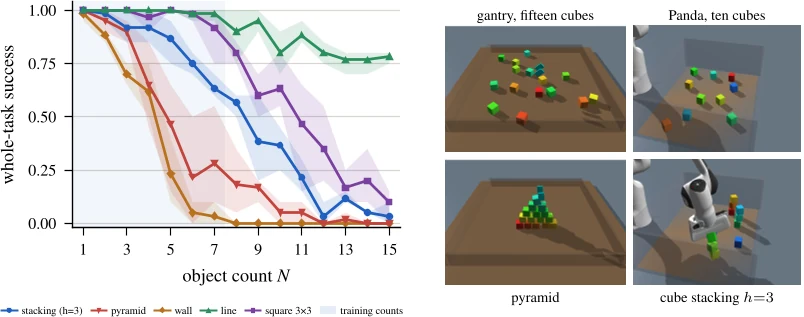 whole-task success
1.00
0.75
0.50
0.25
0.00
1 3 5 7 9 11 13 15
object count N
stacking (h=3) pyramid wall line square 3×3 training counts
gantry, fifteen cubes
Panda, ten cubes
pyramid
cube stacking h=3